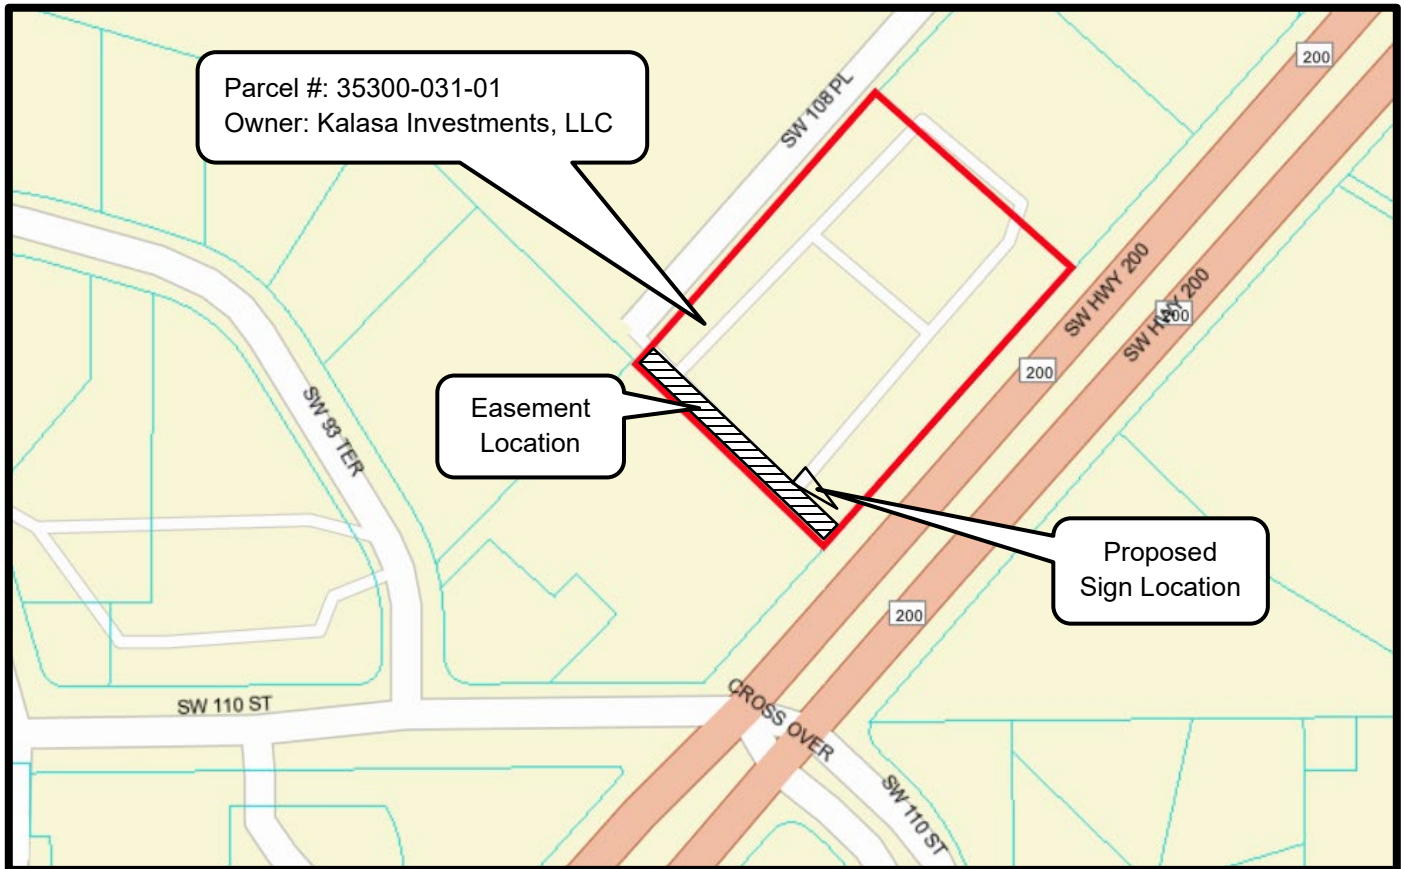 200
Parcel #: 35300-031-01
Owner: Kalasa Investments, LLC
SW 108 PL
SW HWY 200
SW HWY 200
200
200
Easement
Location
SW 93 TER
Proposed
Sign Location
200
SW 110 ST
CROSS OVER
SW 110 ST